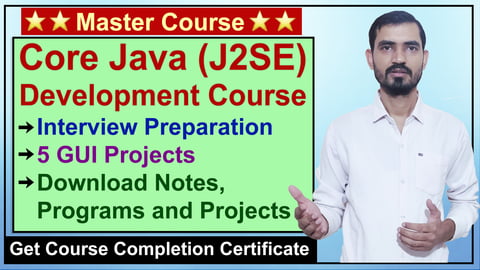 Master Course
Core Java (J2SE)
Development Course
➔Interview Preparation
➔5 GUI Projects
➔Download Notes,
Programs and Projects
Get Course Completion Certificate